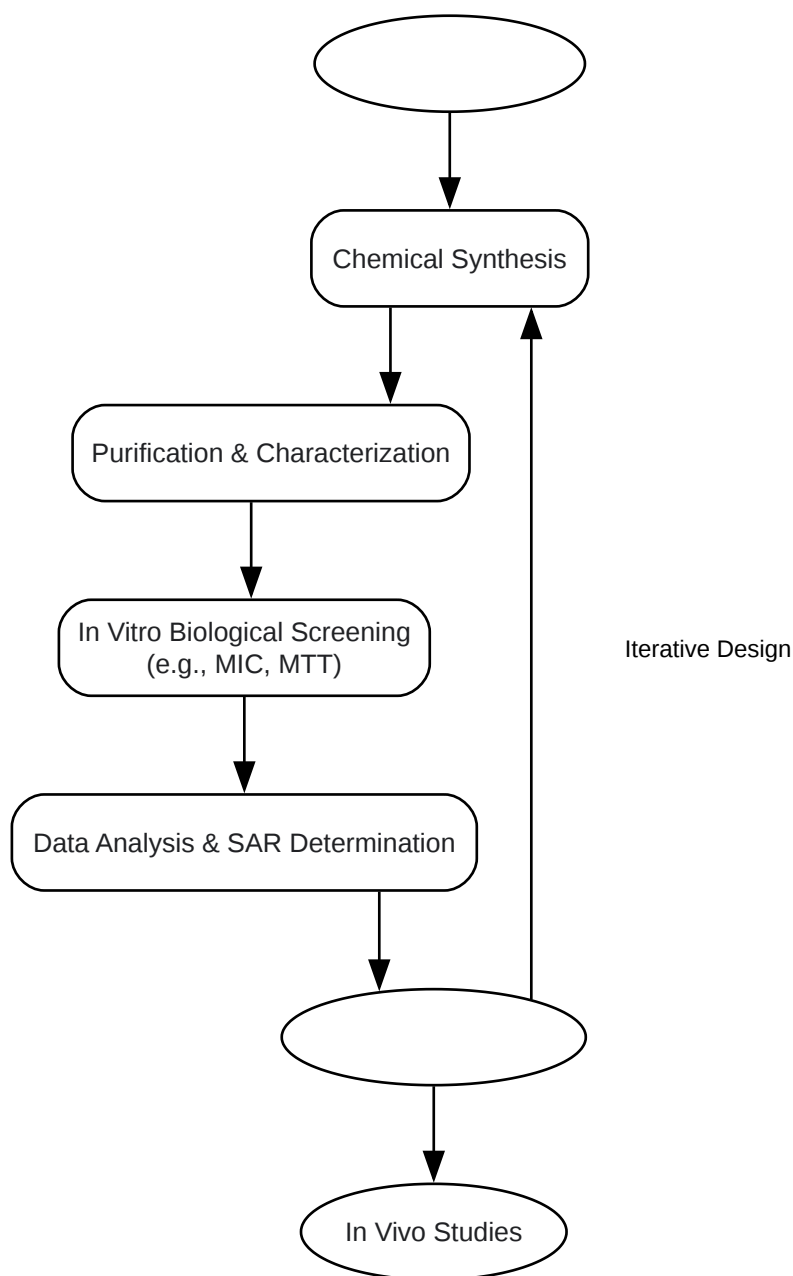 Chemical Synthesis
Purification & Characterization
In Vitro Biological Screening
(e.g., MIC, MTT)
Iterative Design
Data Analysis & SAR Determination
In Vivo Studies